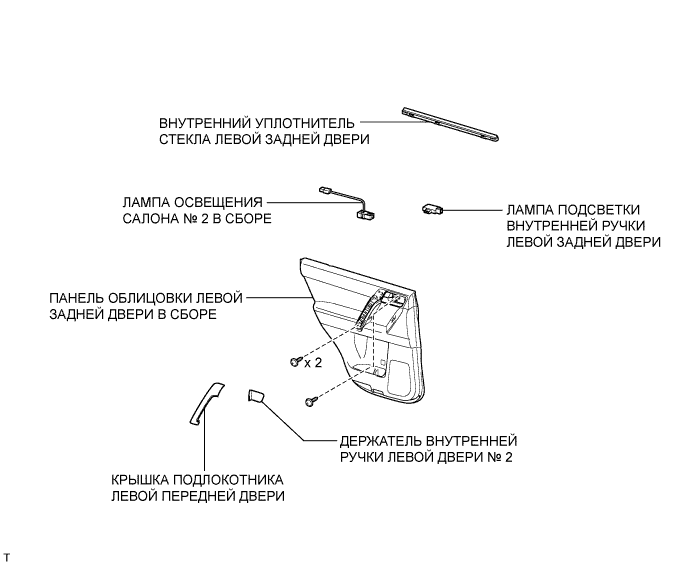 ВНУТРЕННИЙ УПЛОТНИТЕЛЬ
СТЕКЛА ЛЕВОЙ ЗАДНЕЙ ДВЕРИ
ЛАМПА ОСВЕЩЕНИЯ
САЛОНА № 2 В СБОРЕ
ЛАМПА ПОДСВЕТКИ
ВНУТРЕННЕЙ РУЧКИ
ЛЕВОЙ ЗАДНЕЙ ДВЕРИ
ПАНЕЛЬ ОБЛИЦОВКИ ЛЕВОЙ
ЗАДНЕЙ ДВЕРИ В СБОРЕ
x 2
ДЕРЖАТЕЛЬ ВНУТРЕННЕЙ
РУЧКИ ЛЕВОЙ ДВЕРИ № 2
КРЫШКА ПОДЛОКОТНИКА
ЛЕВОЙ ПЕРЕДНЕЙ ДВЕРИ
T